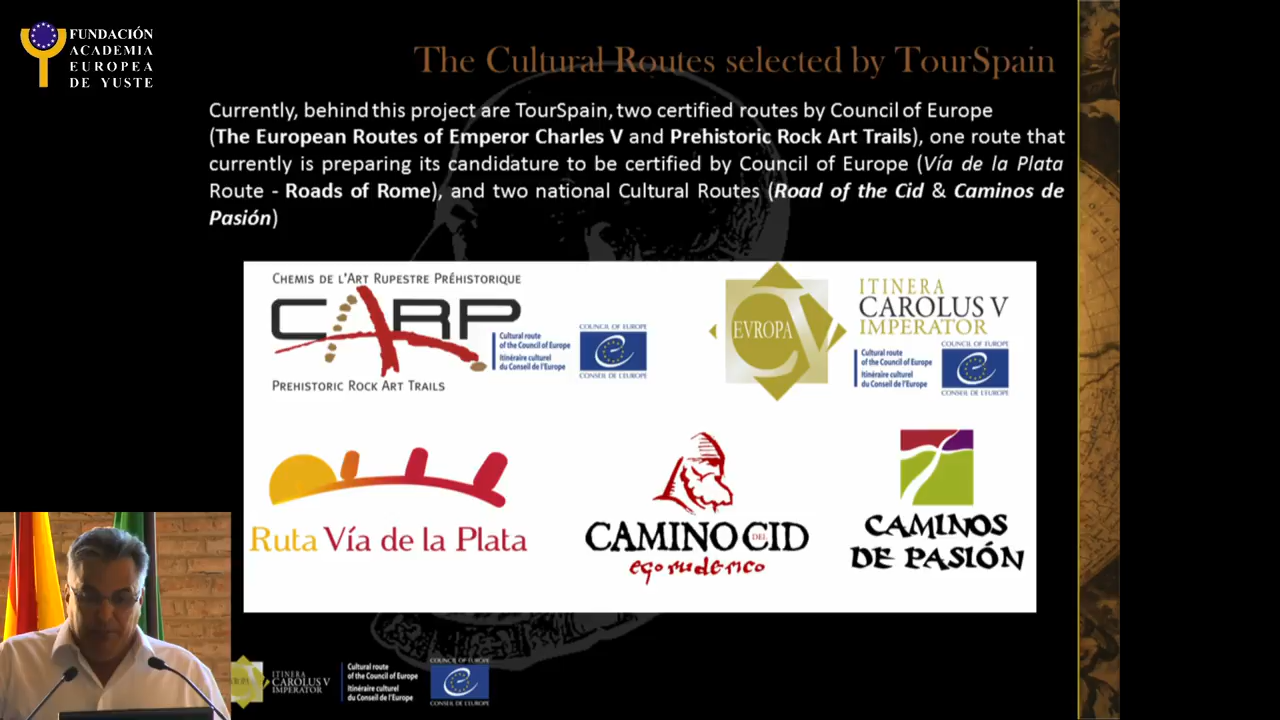 FUNDACIÓN
ACADEMIA
EUROPEA
DE YUSTE
The Cultural Routes selected by TourSpain
Currently, behind this project are TourSpain, two certified routes by Council of Europe
(The European Routes of Emperor Charles V and Prehistoric Rock Art Trails), one route that
currently is preparing its candidature to be certified by Council of Europe (Vía de la Plata
Route - Roads of Rome), and two national Cultural Routes (Road of the Cid & Caminos de
Pasión)
CHEMIS DE L'ART RUPESTRE PRÉHISTORIQUE
CARP
Cultural route
of the Council of Europe
Itinéraire culturel
du Conseil de l'Europe
COUNCIL OF EUROPE
CONSEIL DE L'EUROPE
PREHISTORIC ROCK ART TRAILS
EVROPA
CV
ITINERA
CAROLUS V
IMPERATOR
Cultural route
of the Council of Europe
Itinéraire culturel
du Conseil de l'Europe
COUNCIL OF EUROPE
CONSEIL DE L'EUROPE
Ruta Vía de la Plata
CAMINO DEL CID
ego ruderico
CAMINOS
DE PASIÓN
ITINERA
CAROLUS V
IMPERATOR
Cultural route
of the Council of Europe
Itinéraire culturel
du Conseil de l'Europe
COUNCIL OF EUROPE
CONSEIL DE L'EUROPE